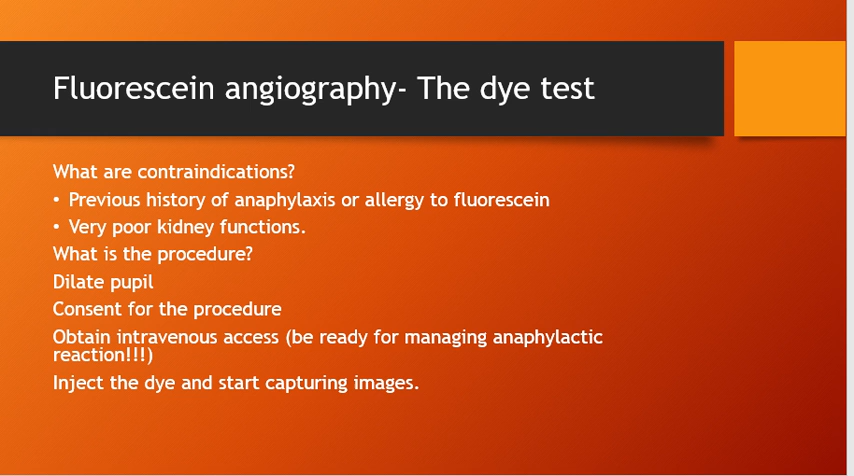 Fluorescein angiography- The dye test
What are contraindications?
• Previous history of anaphylaxis or allergy to fluorescein
• Very poor kidney functions.
What is the procedure?
Dilate pupil
Consent for the procedure
Obtain intravenous access (be ready for managing anaphylactic
reaction!!!)
Inject the dye and start capturing images.